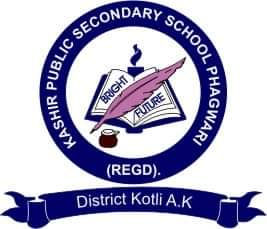 KASHIR PUBLIC SECONDARY SCHOOL PHAGWARI
BRIGHT
FUTURE
(REGD).
District Kotli A.K